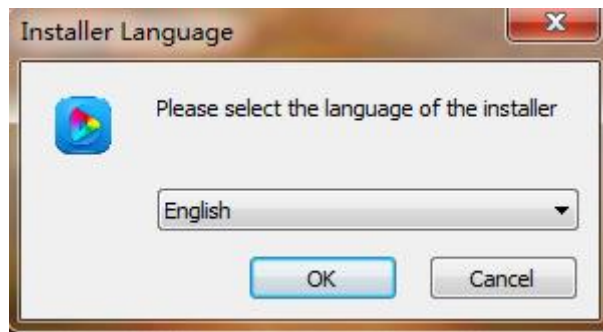 Installer Language
Please select the language of the installer
English
OK
Cancel